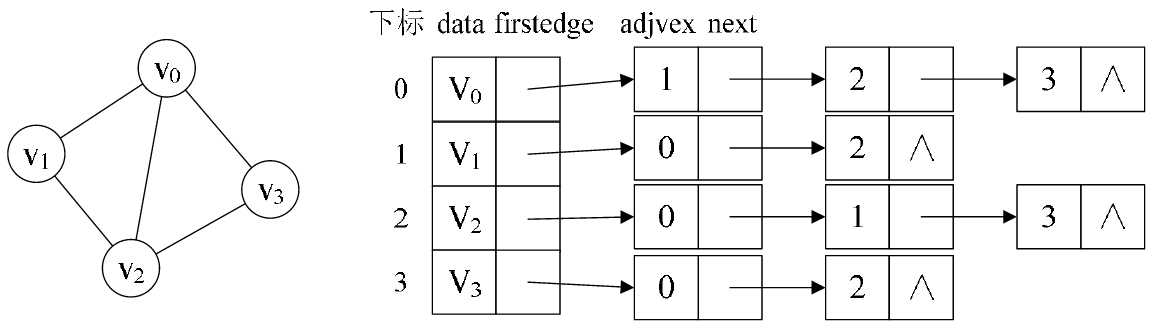 下标 data firstedge adjvex next
v0
v1
v3
v2
0 V0 1 2 3 ∧
1 V1 0 2 ∧
2 V2 0 1 3 ∧
3 V3 0 2 ∧